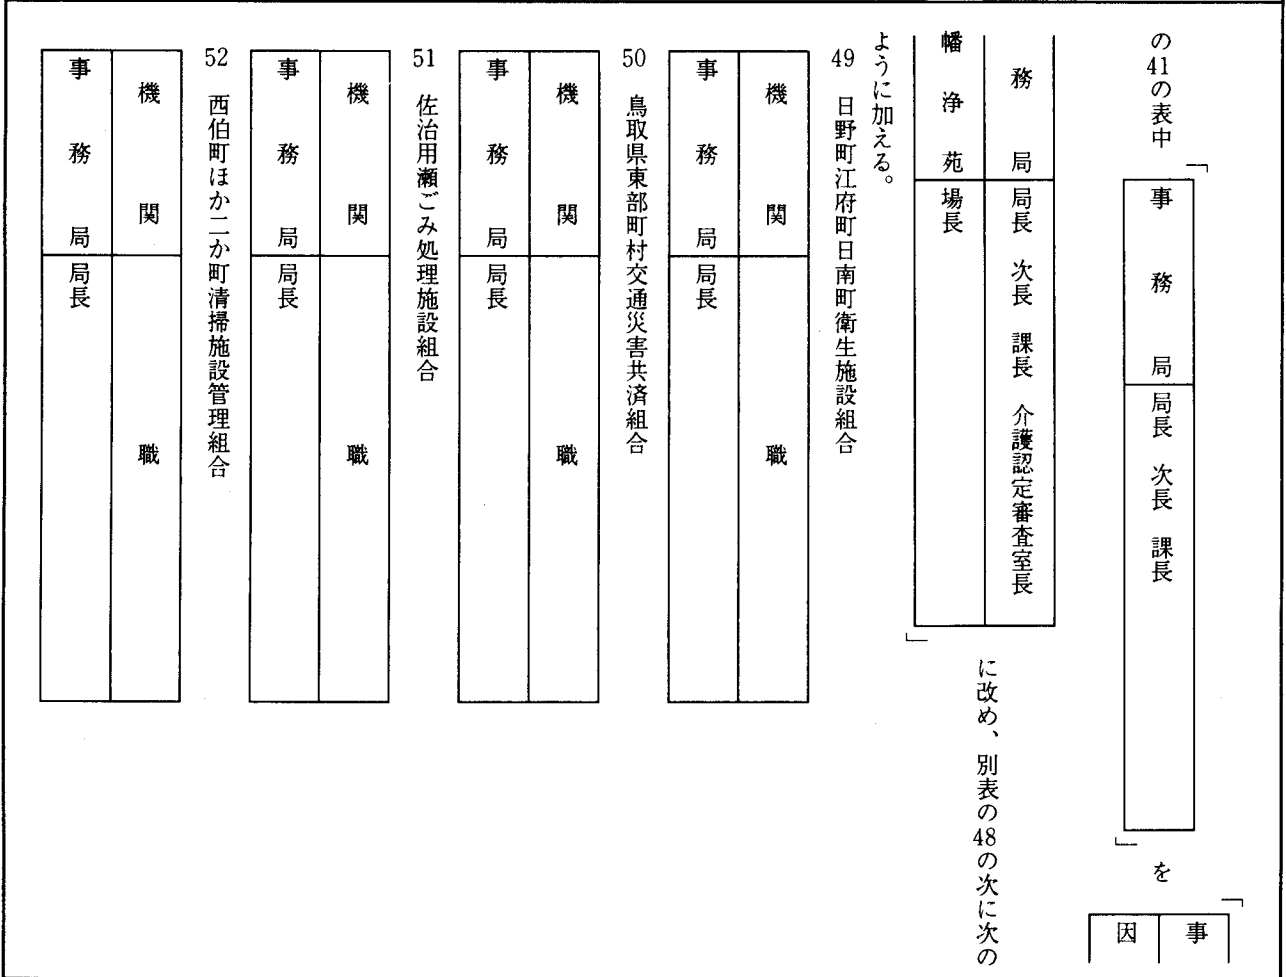 の41の表中
「
事務局
局長 次長 課長
」
を
「
事
因
務局
局長 次長 課長 介護認定審査室長
幡浄苑
場長
」
に改め、別表の48の次に次の
ように加える。
49 日野町江府町日南町衛生施設組合
機関
職
事務局
局長
50 鳥取県東部町村交通災害共済組合
機関
職
事務局
局長
51 佐治用瀬ごみ処理施設組合
機関
職
事務局
局長
52 西伯町ほか二か町清掃施設管理組合
機関
職
事務局
局長